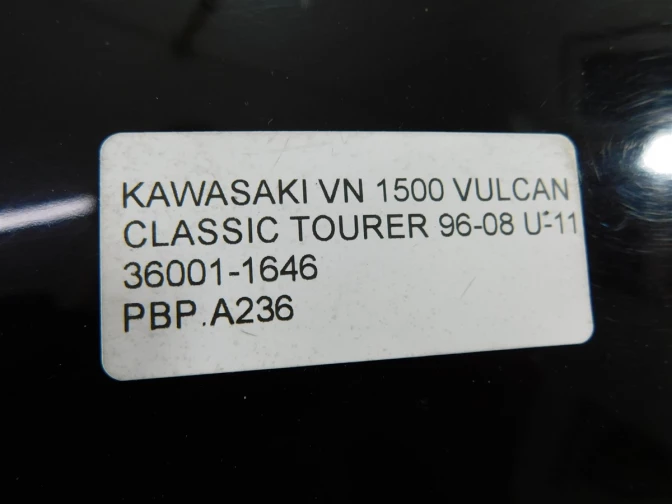 KAWASAKI VN 1500 VULCAN
CLASSIC TOURER 96-08 U-11
36001-1646
PBP.A236